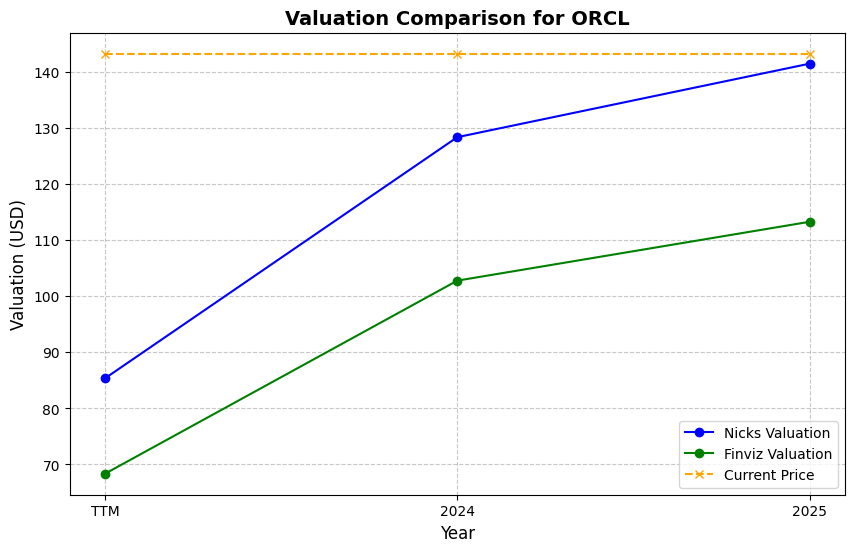 Valuation Comparison for ORCL
Valuation (USD)
140
130
120
110
100
90
80
70
TTM
2024
2025
Year
Nicks Valuation
Finviz Valuation
Current Price